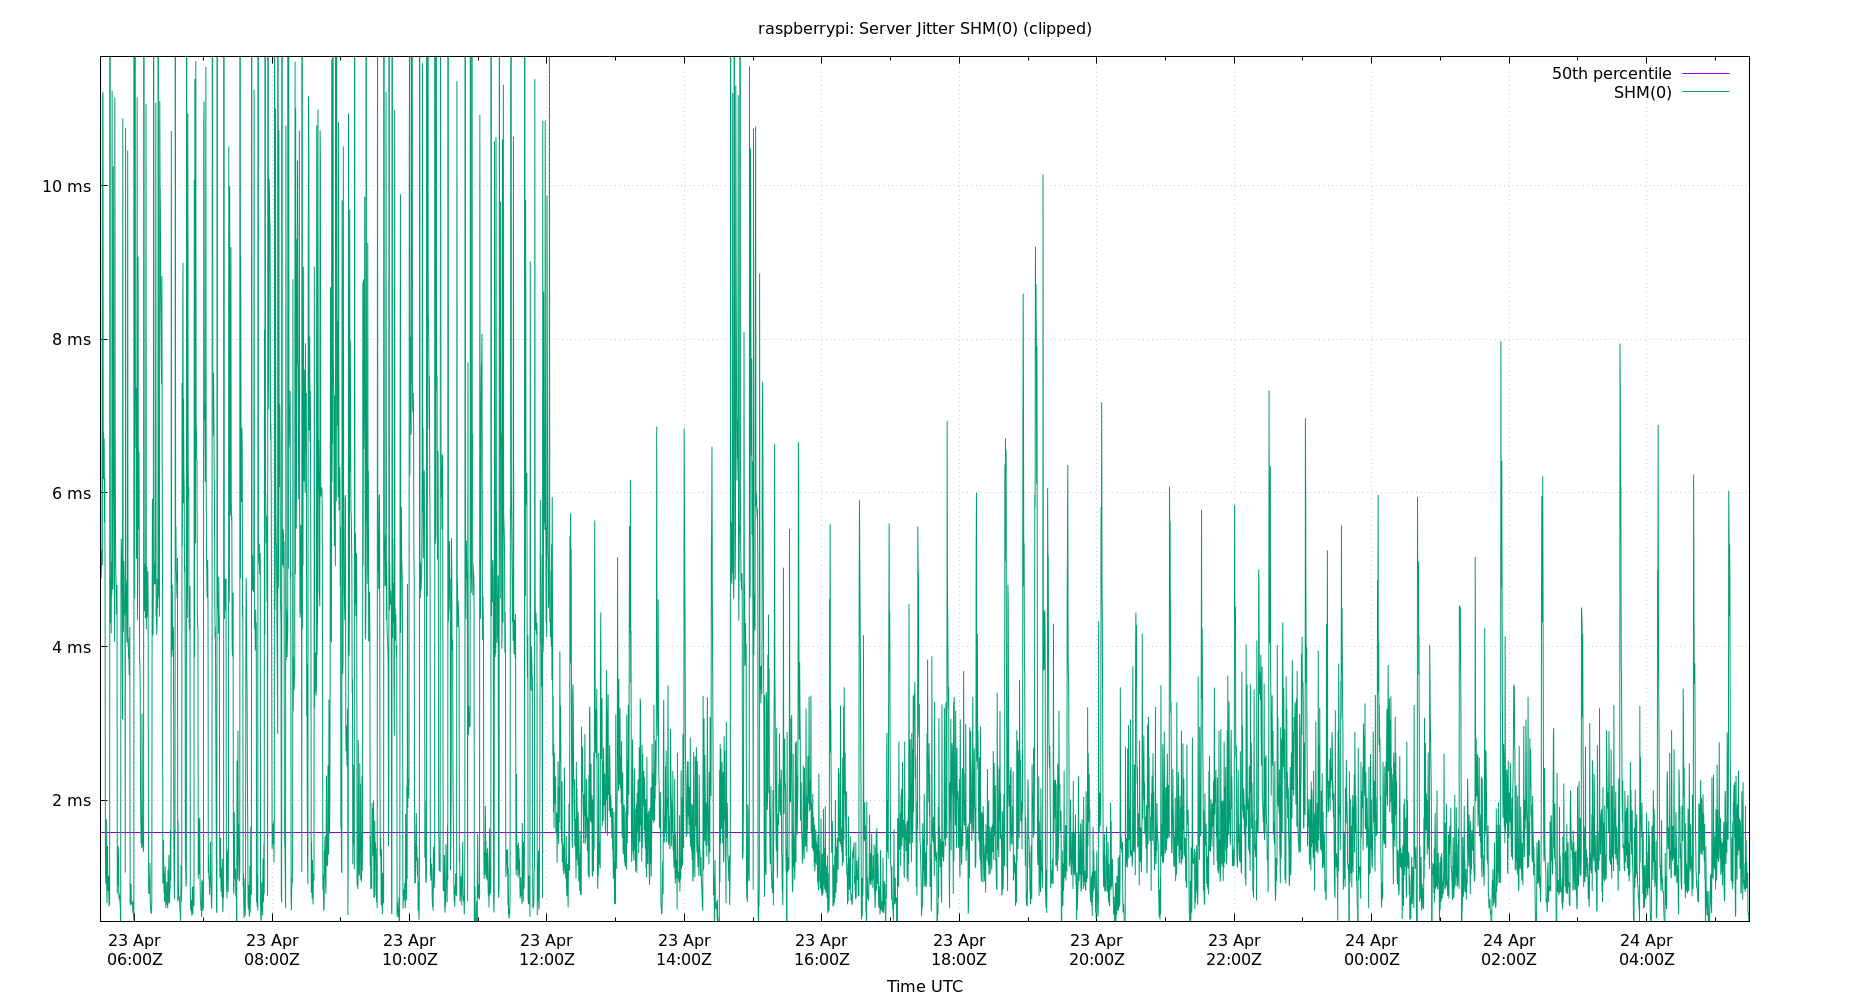 raspberrypi: Server Jitter SHM(0) (clipped)
50th percentile
SHM(0)
10 ms
8 ms
6 ms
4 ms
2 ms
23 Apr 23 Apr 23 Apr 23 Apr 23 Apr 23 Apr 23 Apr 23 Apr 23 Apr 24 Apr 24 Apr 24 Apr
06:00Z 08:00Z 10:00Z 12:00Z 14:00Z 16:00Z 18:00Z 20:00Z 22:00Z 00:00Z 02:00Z 04:00Z
Time UTC